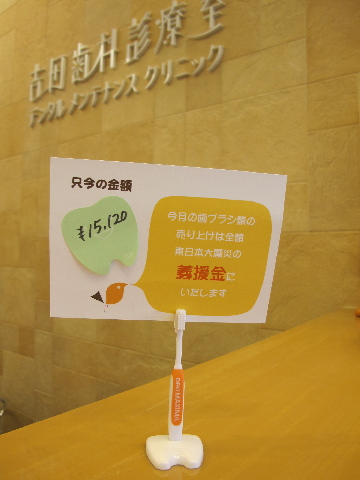 吉田歯科診療室
デンタルメンテナンスクリニック
只今の金額
¥15,120
今月の歯ブラシ類の
売り上げは全額
東日本大震災の
義援金に
いたします